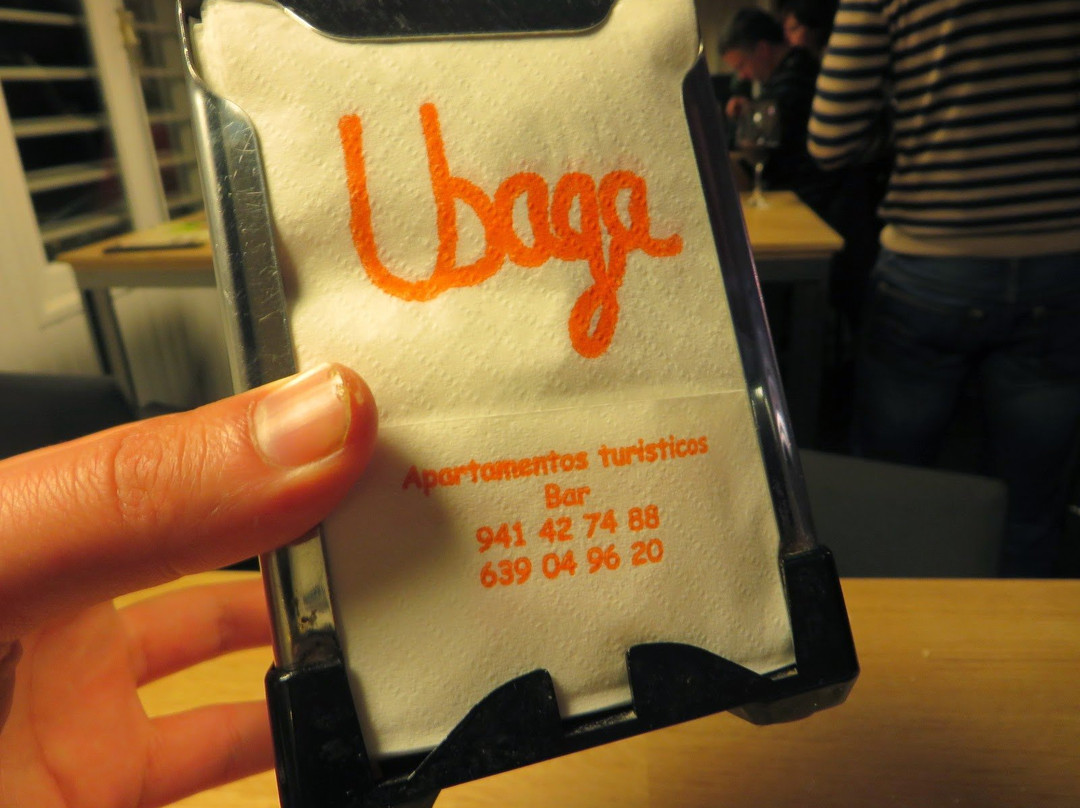 Ubaga
Apartamentos turisticos
Bar
941 42 74 88
639 04 96 20